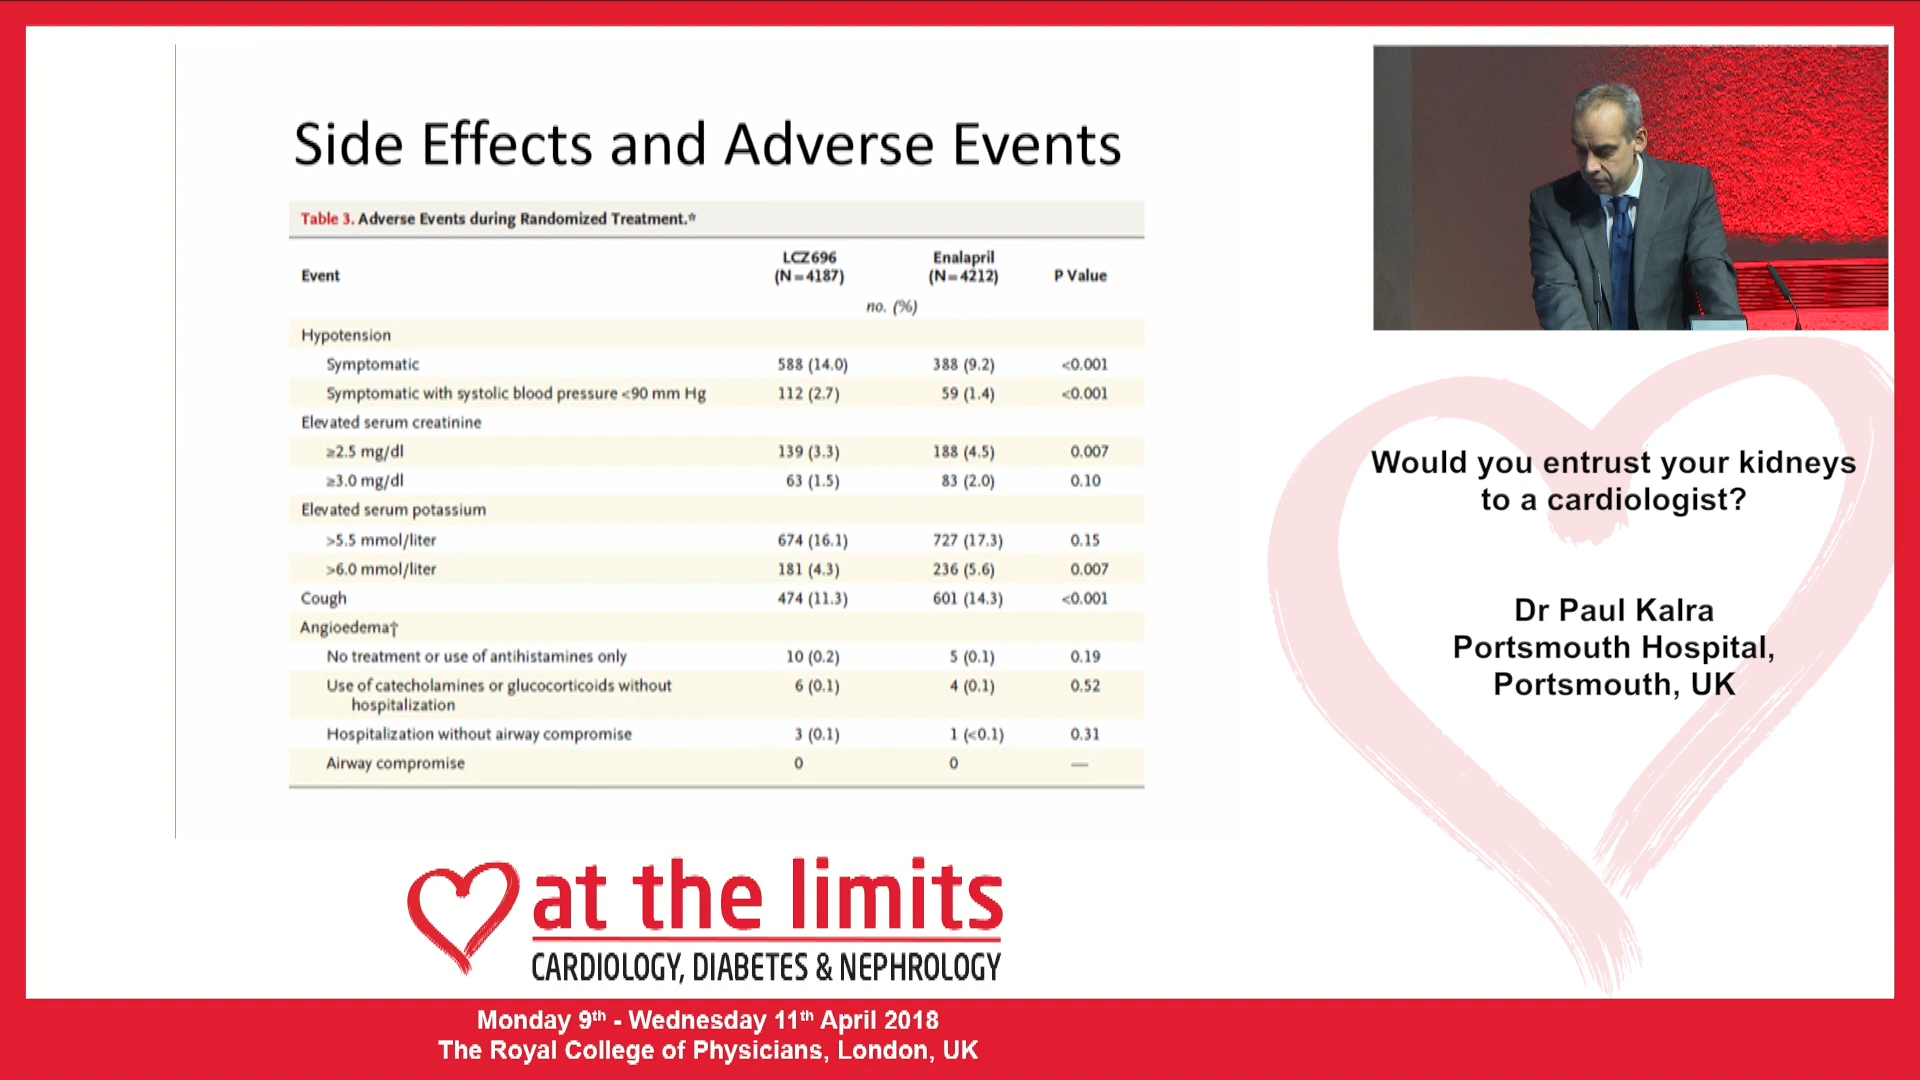 Side Effects and Adverse Events
Table 3. Adverse Events during Randomized Treatment.*
Event
LCZ696
(N=4187)
Enalapril
(N=4212)
P Value
no. (%)
Hypotension
Symptomatic 588 (14.0) 388 (9.2) <0.001
Symptomatic with systolic blood pressure <90 mm Hg 112 (2.7) 59 (1.4) <0.001
Elevated serum creatinine
≥2.5 mg/dl 139 (3.3) 188 (4.5) 0.007
≥3.0 mg/dl 63 (1.5) 83 (2.0) 0.10
Elevated serum potassium
>5.5 mmol/liter 674 (16.1) 727 (17.3) 0.15
>6.0 mmol/liter 181 (4.3) 236 (5.6) 0.007
Cough 474 (11.3) 601 (14.3) <0.001
Angioedema†
No treatment or use of antihistamines only 10 (0.2) 5 (0.1) 0.19
Use of catecholamines or glucocorticoids without 6 (0.1) 4 (0.1) 0.52
hospitalization
Hospitalization without airway compromise 3 (0.1) 1 (<0.1) 0.31
Airway compromise 0 0 —
Would you entrust your kidneys
to a cardiologist?
Dr Paul Kalra
Portsmouth Hospital,
Portsmouth, UK
at the limits
CARDIOLOGY, DIABETES & NEPHROLOGY
Monday 9th - Wednesday 11th April 2018
The Royal College of Physicians, London, UK